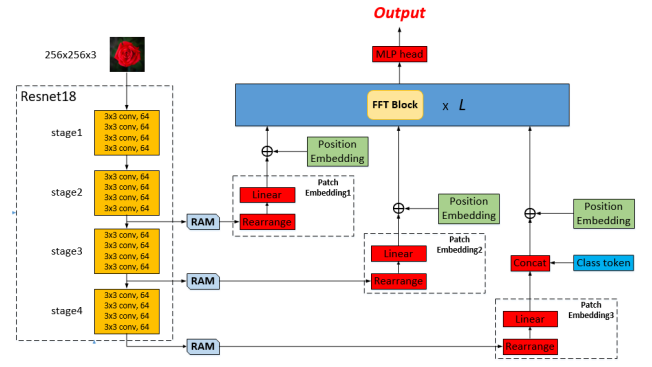 Output
256x256x3
MLP head
Resnet18
FFT Block
x L
stage1
3x3 conv, 64
3x3 conv, 64
3x3 conv, 64
3x3 conv, 64
Position
Embedding
stage2
3x3 conv, 64
3x3 conv, 64
3x3 conv, 64
3x3 conv, 64
Patch
Embedding1
Linear
Rearrange
RAM
Position
Embedding
Position
Embedding
stage3
3x3 conv, 64
3x3 conv, 64
3x3 conv, 64
3x3 conv, 64
Patch
Embedding2
Linear
Rearrange
RAM
Concat
Class token
stage4
3x3 conv, 64
3x3 conv, 64
3x3 conv, 64
3x3 conv, 64
Patch
Embedding3
Linear
Rearrange
RAM